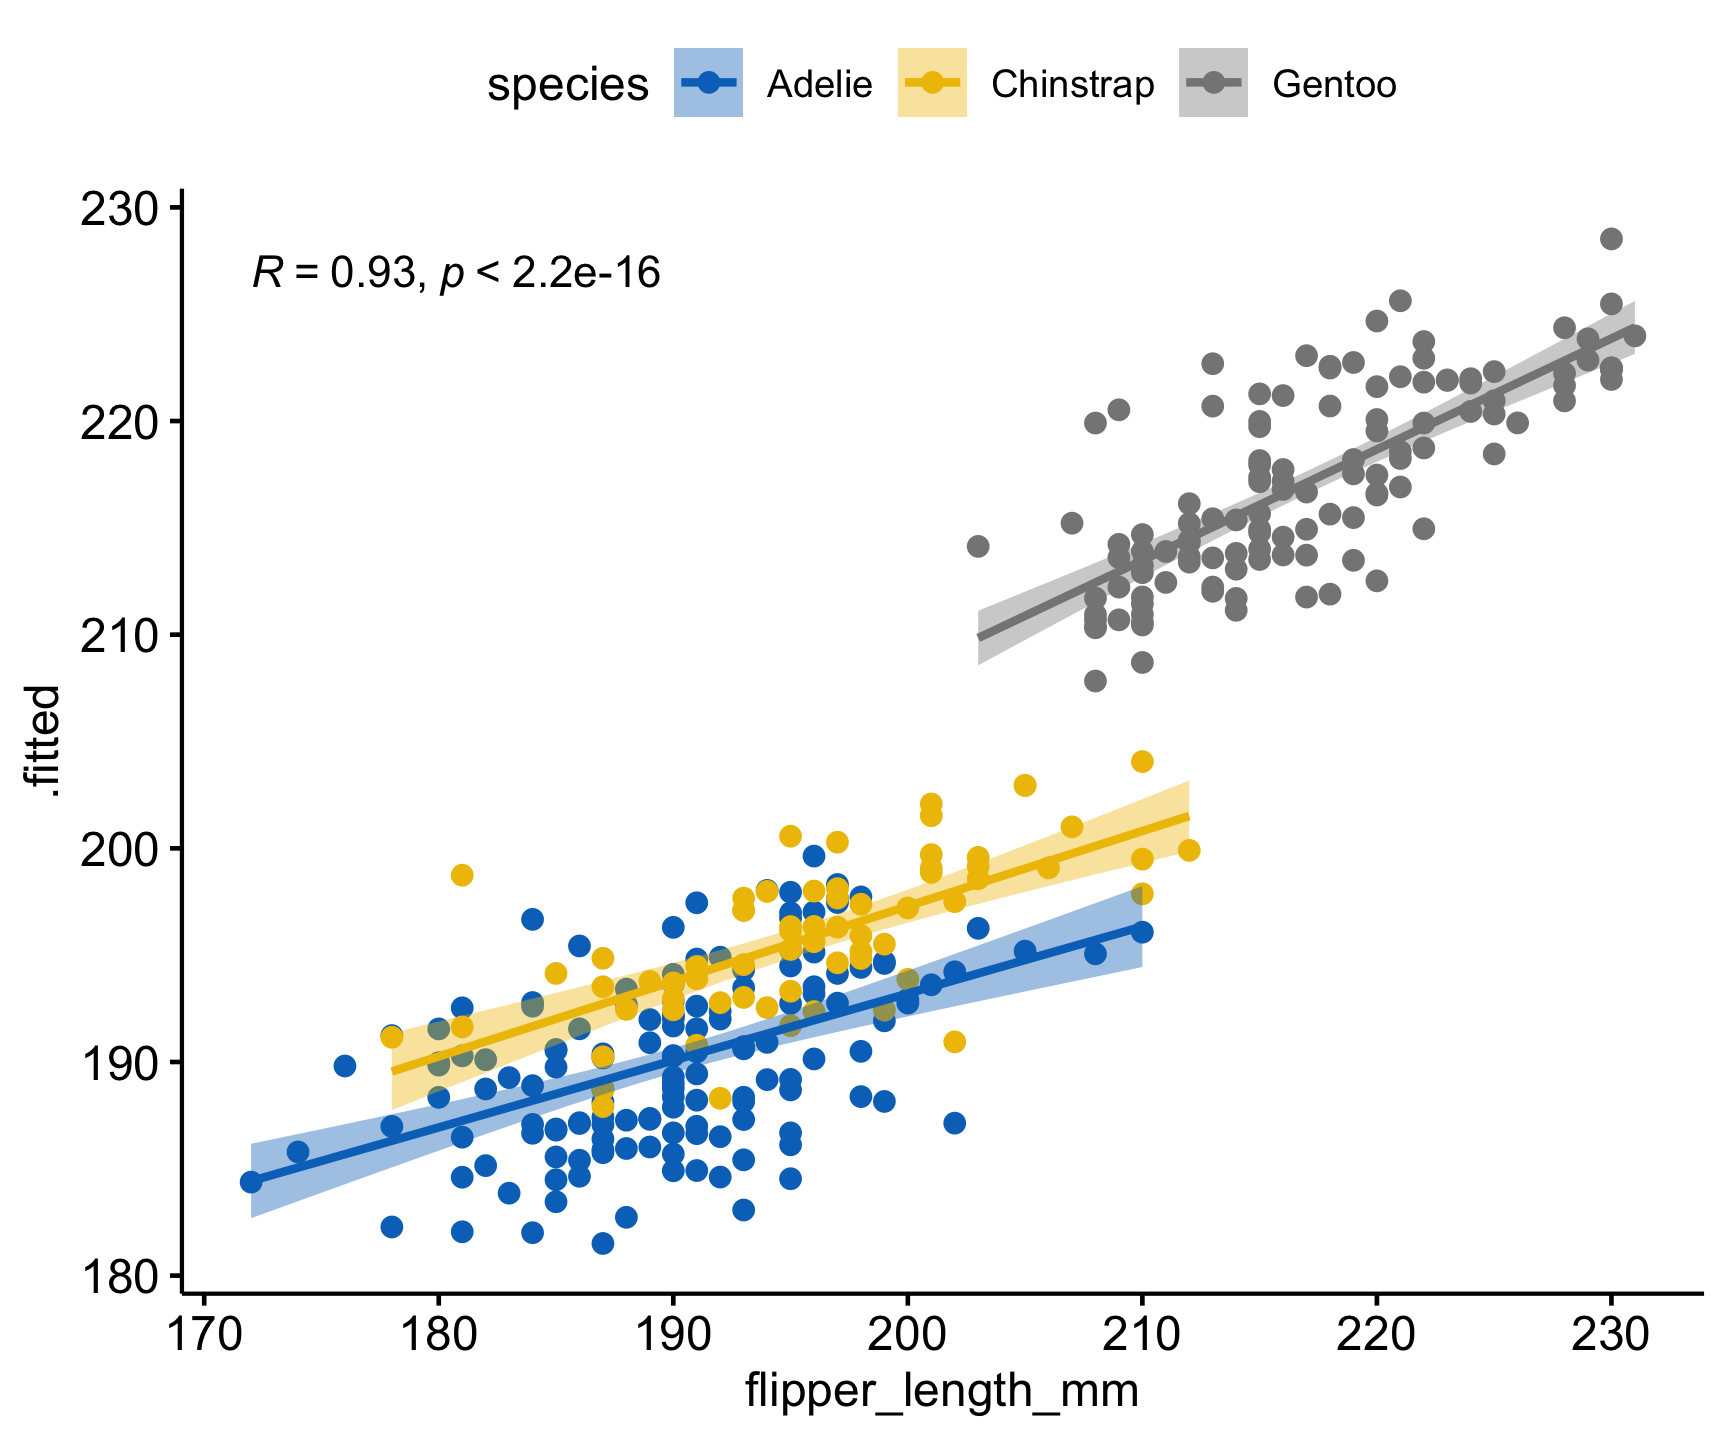 species Adelie Chinstrap Gentoo
230
R = 0.93, p < 2.2e-16
220
210
.fitted
200
190
180
170 180 190 200 210 220 230
flipper_length_mm